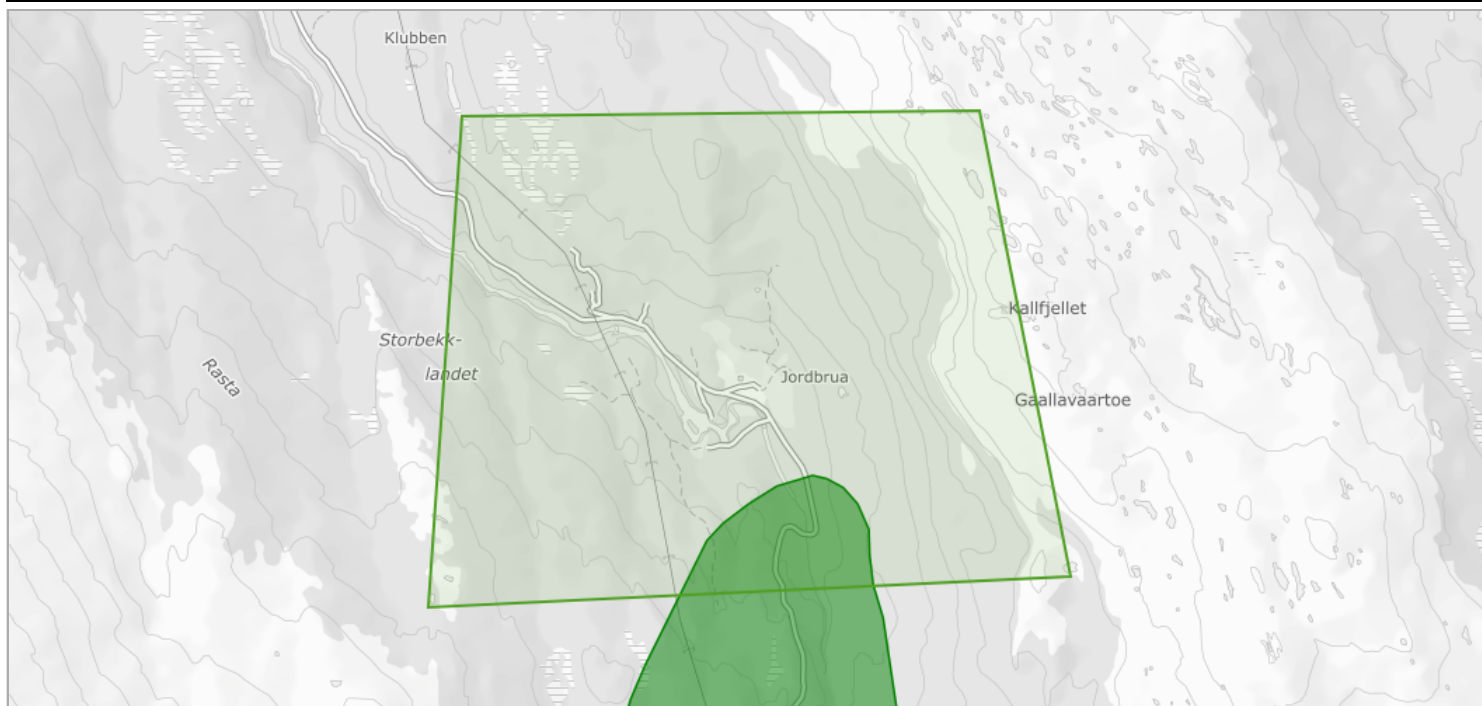 Klubben
Kallfjellet
Storbekk-
landet
Rasta
Jordbrua
Gaallavaartoe